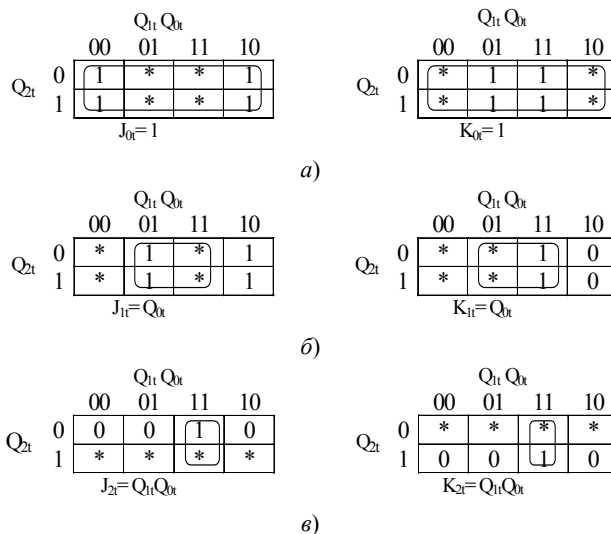 Q1t Q0t Q1t Q0t
00 01 11 10 00 01 11 10
0 1 * * 1 0 * 1 1 *
Q2t Q2t
1 1 * * 1 1 * 1 1 *
J0t= 1 K0t= 1
а)
Q1t Q0t Q1t Q0t
00 01 11 10 00 01 11 10
0 * 1 * 1 0 * * 1 0
Q2t Q2t
1 * 1 * 1 1 * * 1 0
J1t= Q0t K1t= Q0t
б)
Q1t Q0t Q1t Q0t
00 01 11 10 00 01 11 10
0 0 0 1 0 0 * * * *
Q2t Q2t
1 * * * * 1 0 0 1 0
J2t= Q1tQ0t K2t= Q1tQ0t
в)